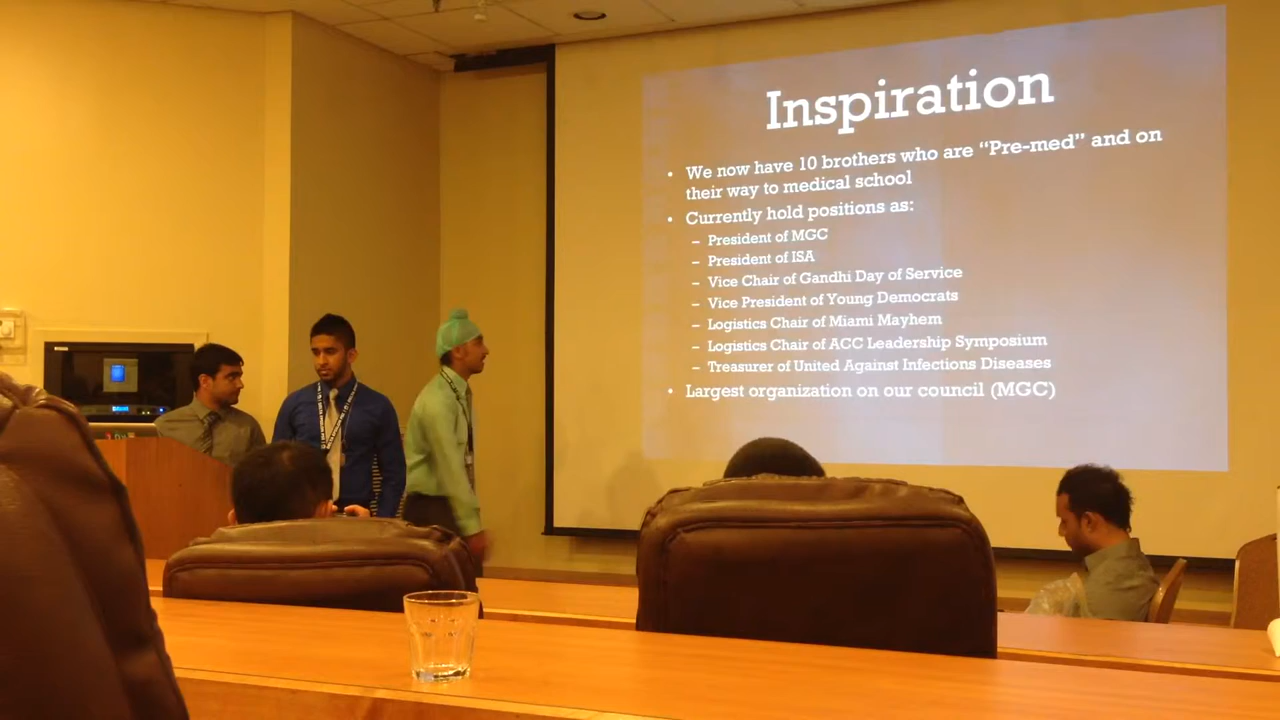 Inspiration
• We now have 10 brothers who are “Pre-med” and on
their way to medical school
• Currently hold positions as:
– President of MGC
– President of ISA
– Vice Chair of Gandhi Day of Service
– Vice President of Young Democrats
– Logistics Chair of Miami Mayhem
– Logistics Chair of ACC Leadership Symposium
– Treasurer of United Against Infections Diseases
• Largest organization on our council (MGC)